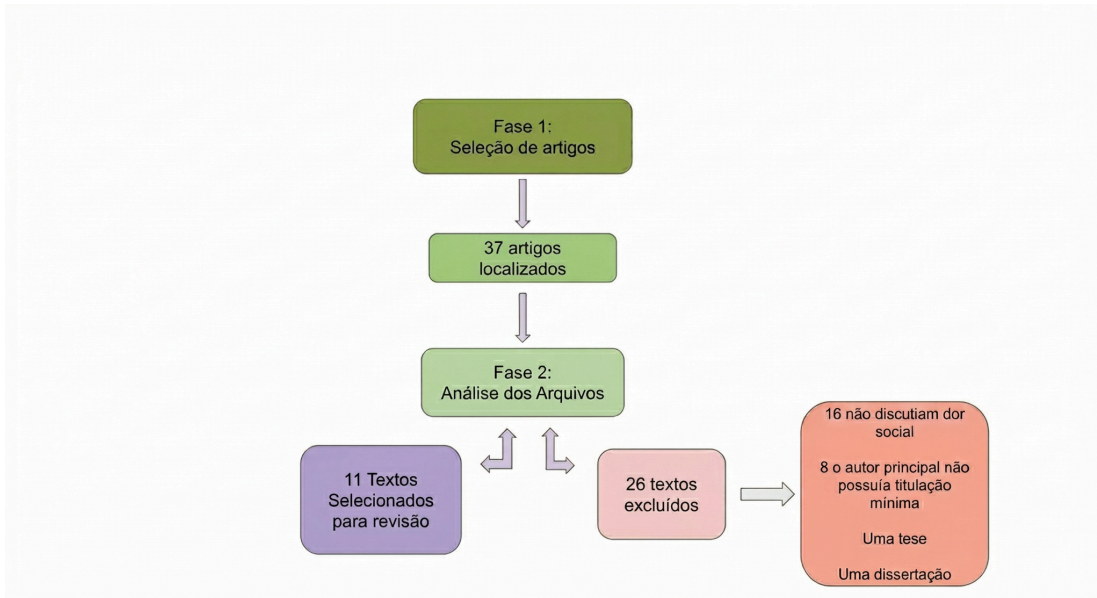 Fase 1:
Seleção de artigos
37 artigos
localizados
Fase 2:
Análise dos Arquivos
11 Textos
Selecionados
para revisão
26 textos
excluídos
16 não discutiam dor
social
8 o autor principal não
possuía titulação
mínima
Uma tese
Uma dissertação